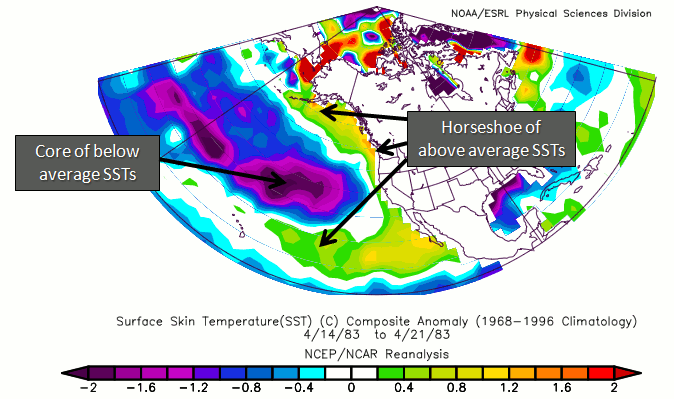 NOAA/ESRL Physical Sciences Division
Horseshoe of
above average SSTs
Core of below
average SSTs
Surface Skin Temperature(SST) (C) Composite Anomaly (1968-1996 Climatology)
4/14/83 to 4/21/83
NCEP/NCAR Reanalysis
-2 -1.6 -1.2 -0.8 -0.4 0 0.4 0.8 1.2 1.6 2